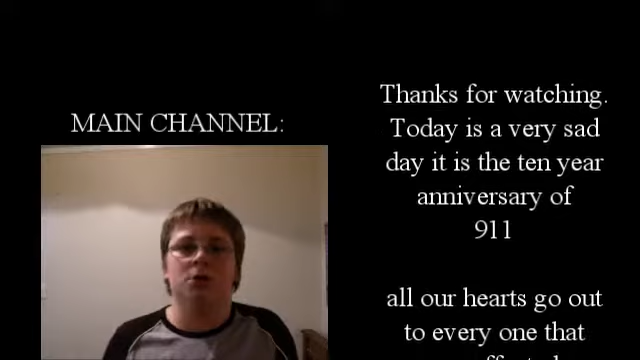 MAIN CHANNEL:
Thanks for watching.
Today is a very sad
day it is the ten year
anniversary of
911
all our hearts go out
to every one that